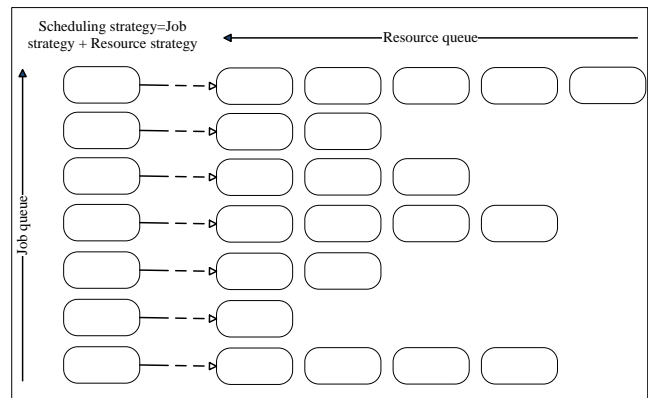 Scheduling strategy=Job
strategy + Resource strategy
Resource queue
Job queue